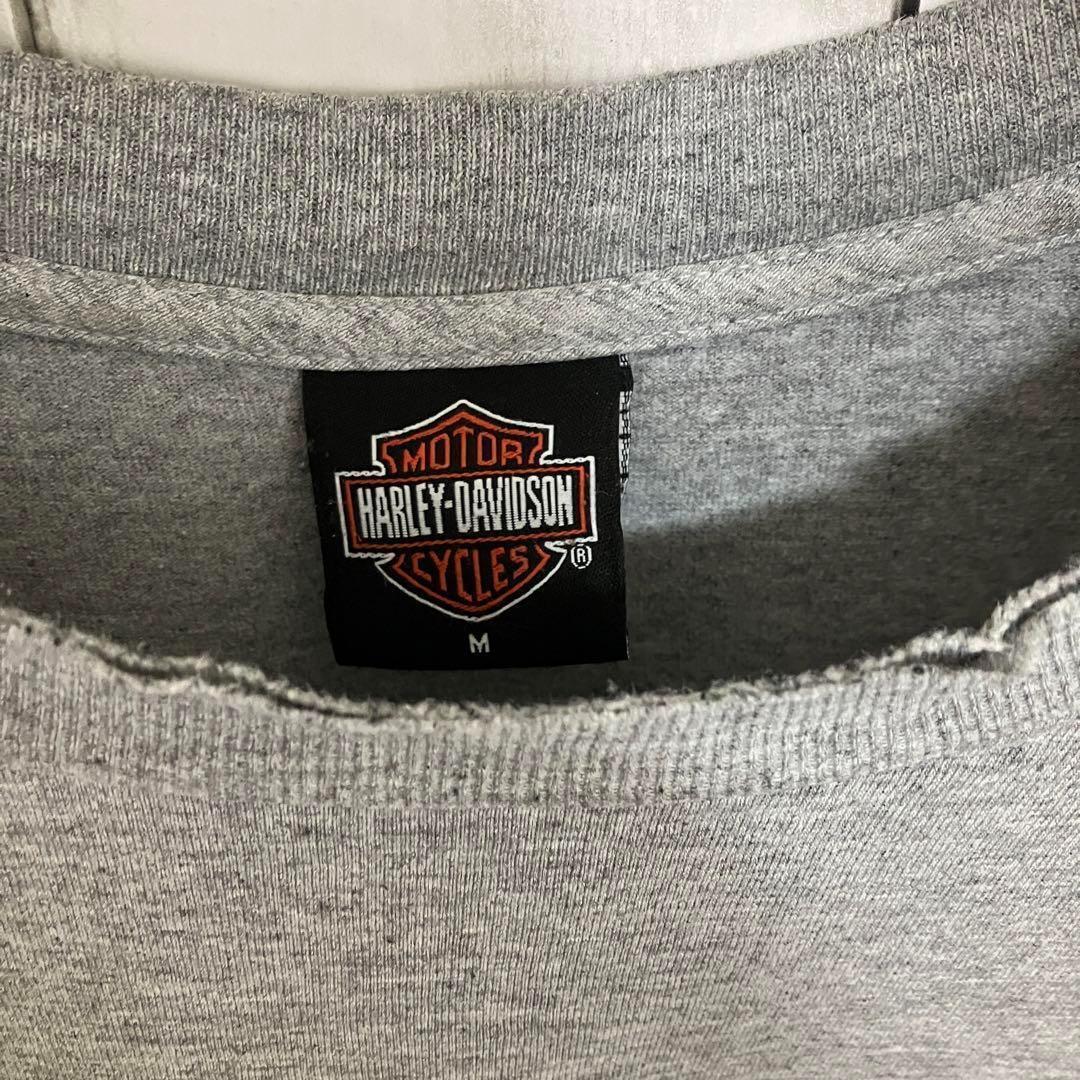 MOTOR
HARLEY-DAVIDSON
CYCLES
®
M